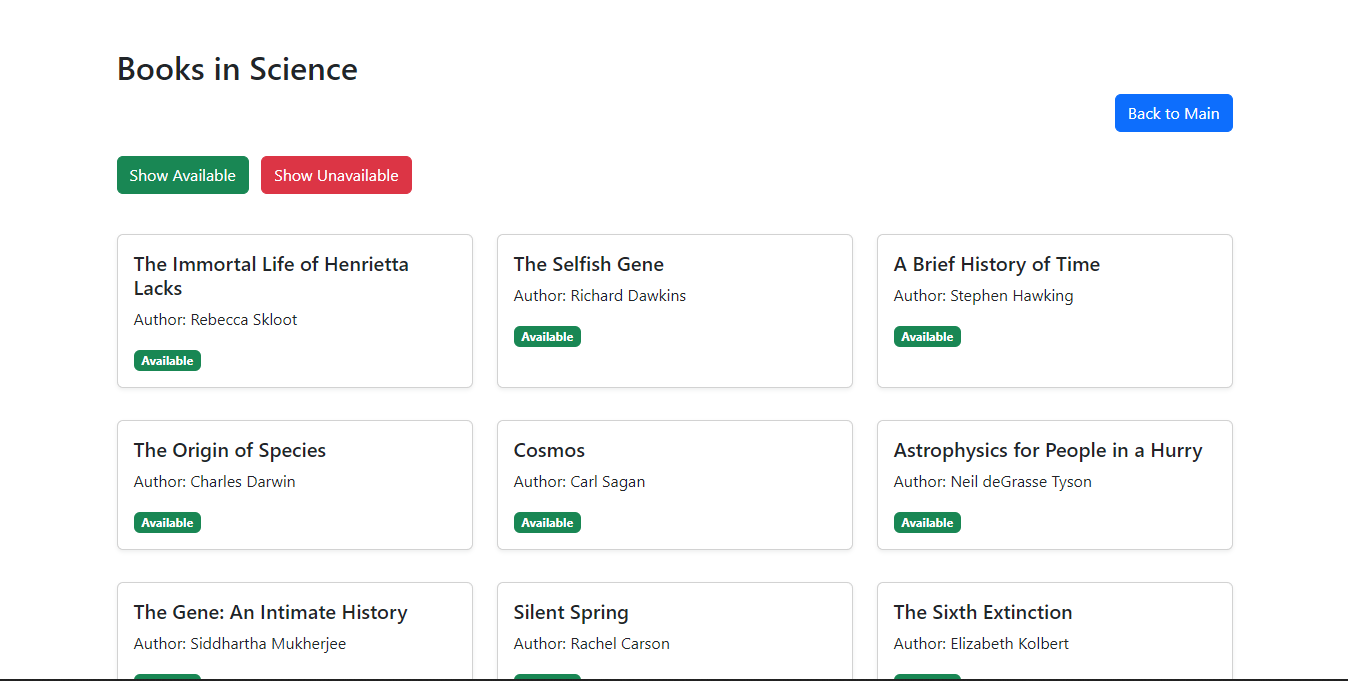 Books in Science
Back to Main
Show Available
Show Unavailable
The Immortal Life of Henrietta
Lacks
Author: Rebecca Skloot
Available
The Selfish Gene
Author: Richard Dawkins
Available
A Brief History of Time
Author: Stephen Hawking
Available
The Origin of Species
Author: Charles Darwin
Available
Cosmos
Author: Carl Sagan
Available
Astrophysics for People in a Hurry
Author: Neil deGrasse Tyson
Available
The Gene: An Intimate History
Author: Siddhartha Mukherjee
Silent Spring
Author: Rachel Carson
The Sixth Extinction
Author: Elizabeth Kolbert